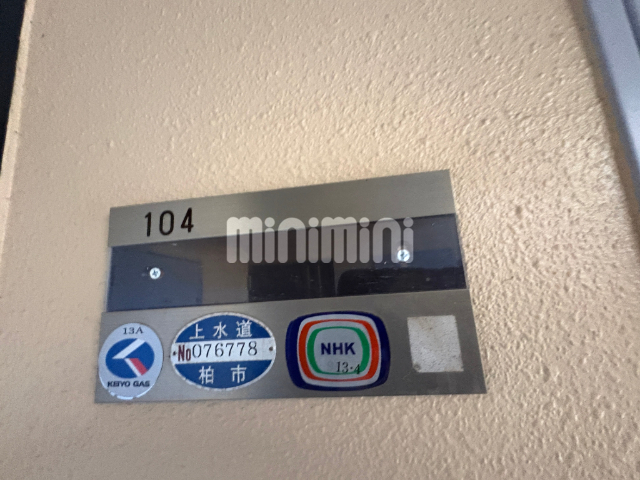 104
minimini
13A
KEIYO GAS
上水道
No076778
柏市
NHK
13·4